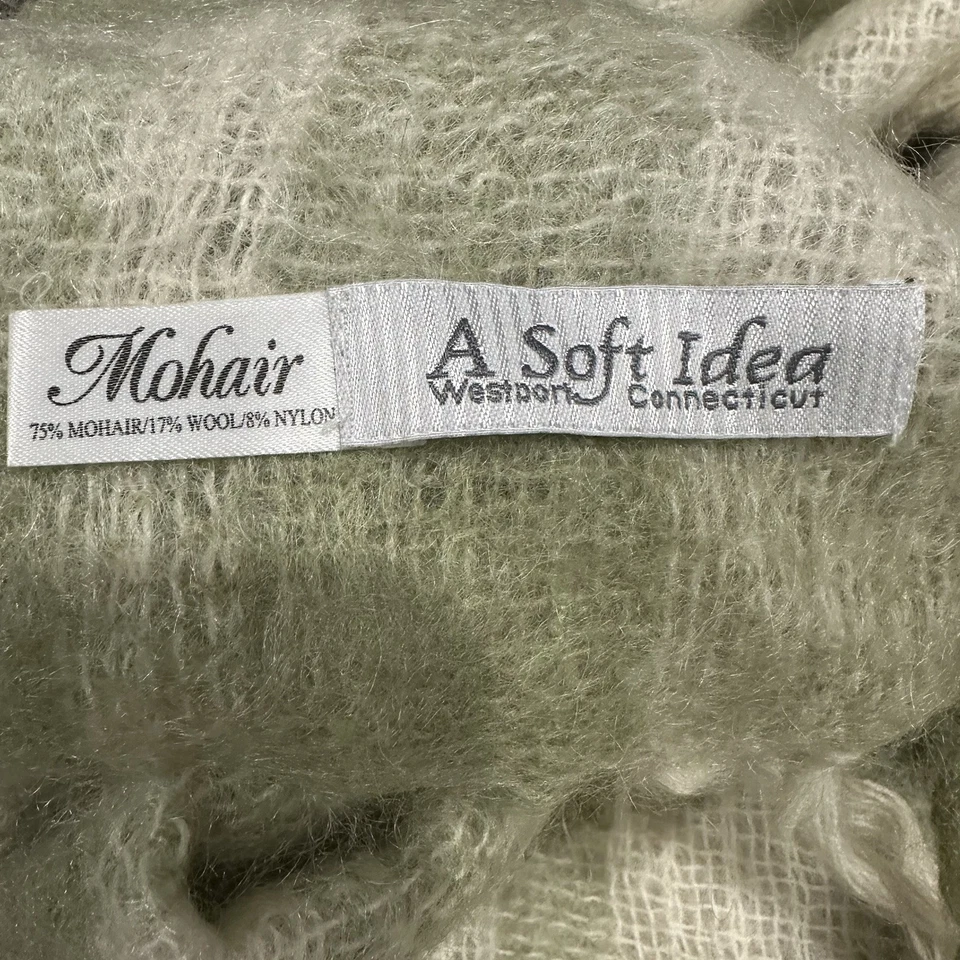 Mohair
75% MOHAIR/17% WOOL/8% NYLON
A Soft Idea
Westport Connecticut